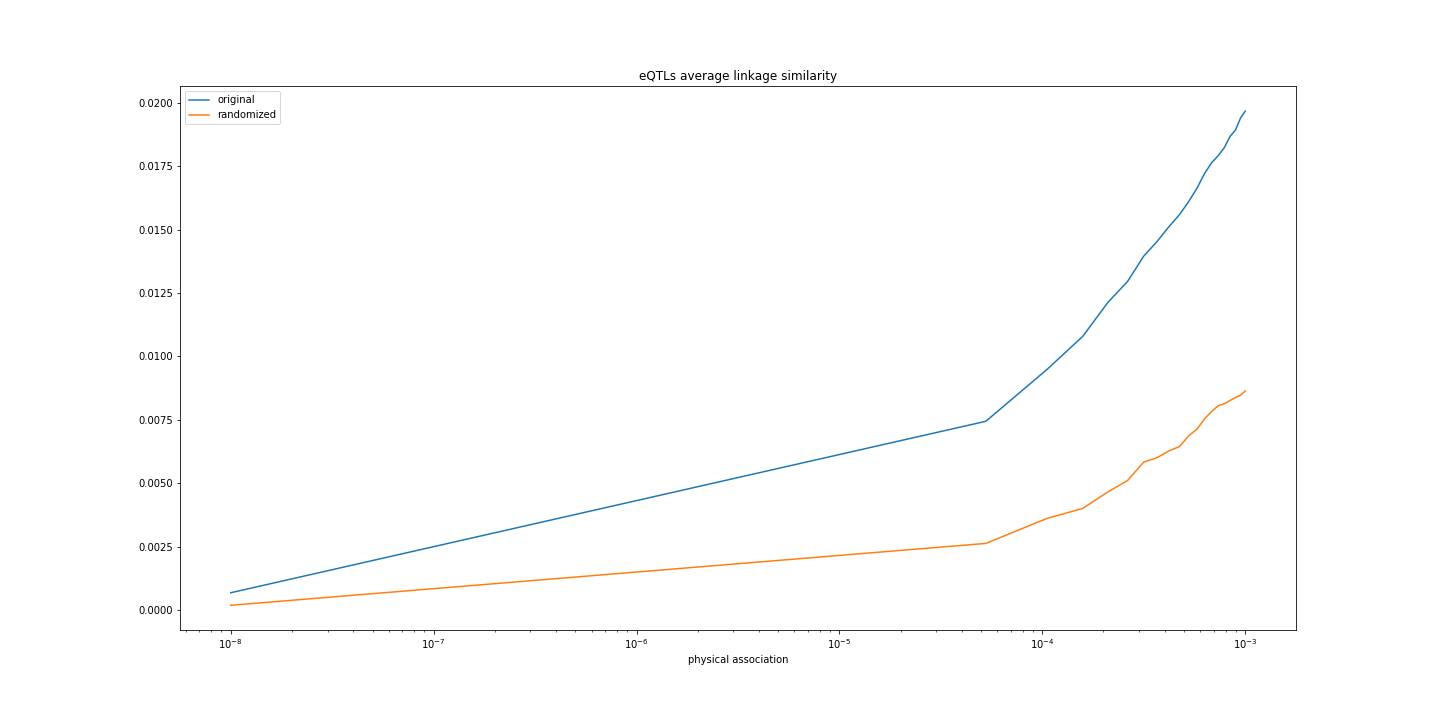 eQTLs average linkage similarity
original
randomized
0.0200
0.0175
0.0150
0.0125
0.0100
0.0075
0.0050
0.0025
0.0000
10⁻⁸ 10⁻⁷ 10⁻⁶ 10⁻⁵ 10⁻⁴ 10⁻³
physical association